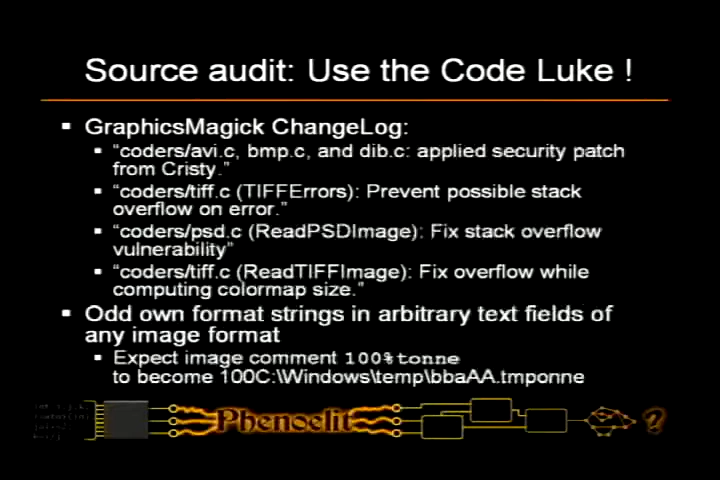 Source audit: Use the Code Luke !
▪ GraphicsMagick ChangeLog:
▪ “coders/avi.c, bmp.c, and dib.c: applied security patch
from Cristy.”
▪ “coders/tiff.c (TIFFErrors): Prevent possible stack
overflow on error.”
▪ “coders/psd.c (ReadPSDImage): Fix stack overflow
vulnerability”
▪ “coders/tiff.c (ReadTIFFImage): Fix overflow while
computing colormap size.”
▪ Odd own format strings in arbitrary text fields of
any image format
▪ Expect image comment 100%tonne
to become 100C:\Windows\temp\bbaAA.tmponne
Phenoelit
?